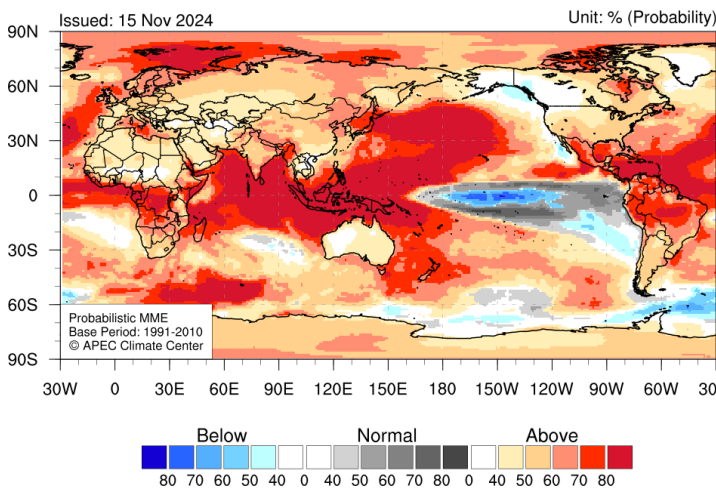 Issued: 15 Nov 2024 Unit: % (Probability)
90N
60N
30N
0
30S
60S
90S
Probabilistic MME
Base Period: 1991-2010
© APEC Climate Center
30W 0 30E 60E 90E 120E 150E 180 150W 120W 90W 60W 30
Below Normal Above
80 70 60 50 40 0 40 50 60 70 80 0 40 50 60 70 80